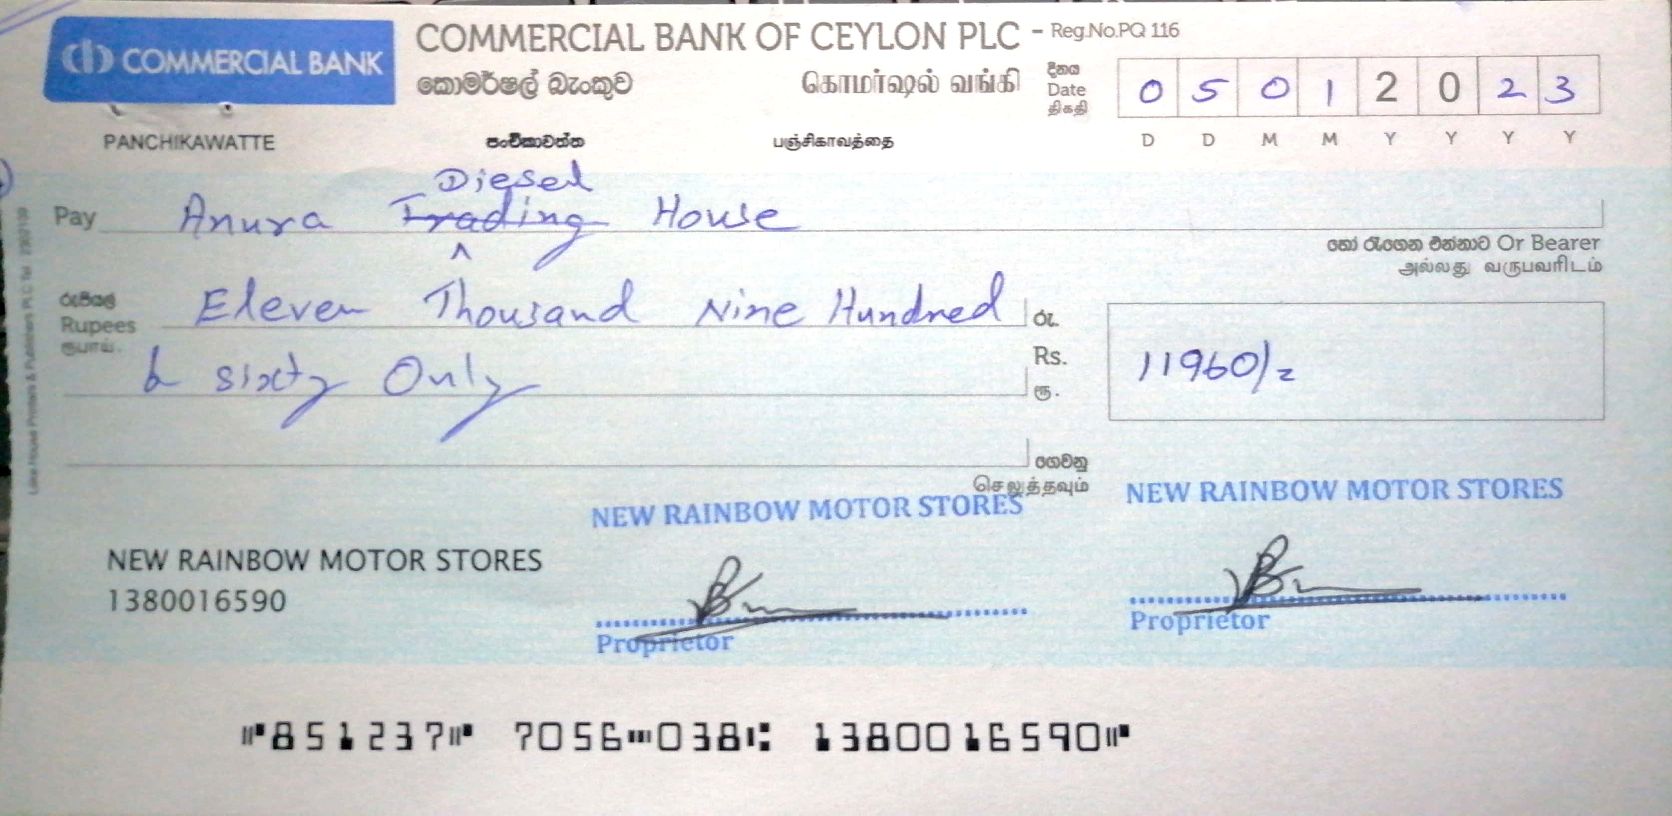 COMMERCIAL BANK
COMMERCIAL BANK OF CEYLON PLC - Reg.No.PQ 116
කොමර්ෂල් බැංකුව கொமர்ஷல் வங்கி
දිනය
Date
திகதி
0 5 0 1 2 0 2 3
D D M M Y Y Y Y
PANCHIKAWATTE පංචිකාවත්ත பஞ்சிகாவத்தை
Diesel
Pay Anura Trading House
හෝ රැගෙන එන්නාට Or Bearer
அல்லது வருபவரிடம்
රුපියල්
Rupees
ரூபாய்.
Eleven Thousand Nine Hundred
& sixty Only
රු.
Rs.
ரூ.
11960/=
ගෙවනු
செலுத்தவும்
NEW RAINBOW MOTOR STORES NEW RAINBOW MOTOR STORES
NEW RAINBOW MOTOR STORES
1380016590
Proprietor Proprietor
851237 7056 038 1380016590